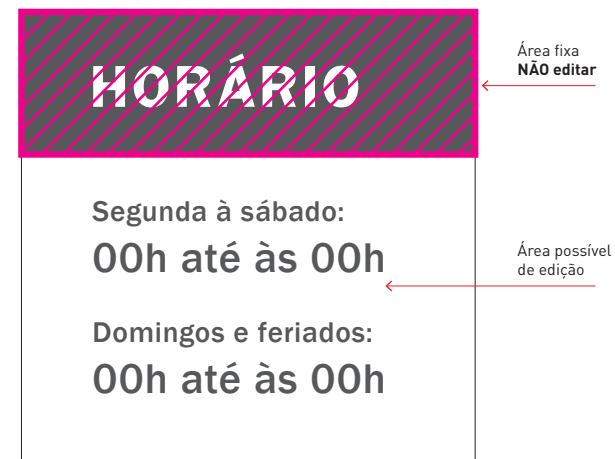 HORÁRIO
Área fixa
NÃO editar
Segunda à sábado:
00h até às 00h
Área possível
de edição
Domingos e feriados:
00h até às 00h